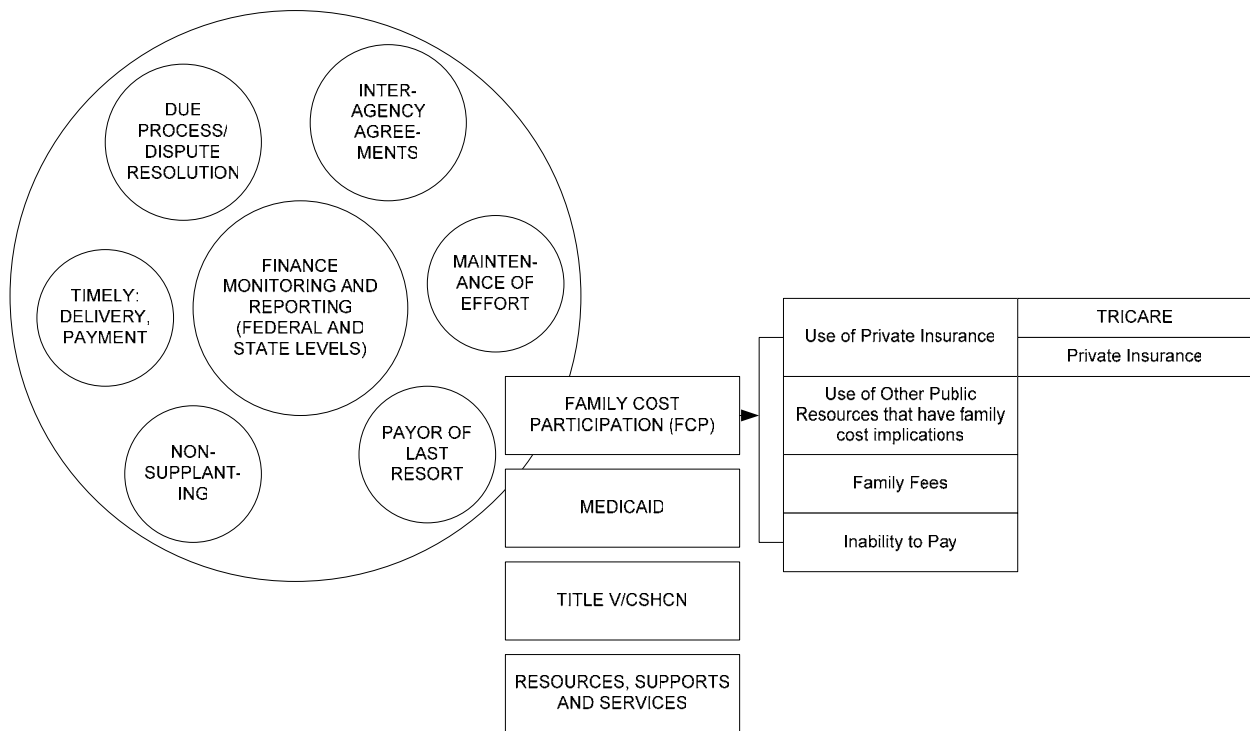 DUE
PROCESS/
DISPUTE
RESOLUTION
INTER-
AGENCY
AGREE-
MENTS
FINANCE
MONITORING AND
REPORTING
(FEDERAL AND
STATE LEVELS)
MAINTEN-
ANCE OF
EFFORT
TIMELY:
DELIVERY,
PAYMENT
NON-
SUPPLANT-
ING
PAYOR OF
LAST
RESORT
FAMILY COST
PARTICIPATION (FCP)
MEDICAID
TITLE V/CSHCN
RESOURCES, SUPPORTS
AND SERVICES
Use of Private Insurance
TRICARE
Private Insurance
Use of Other Public
Resources that have family
cost implications
Family Fees
Inability to Pay